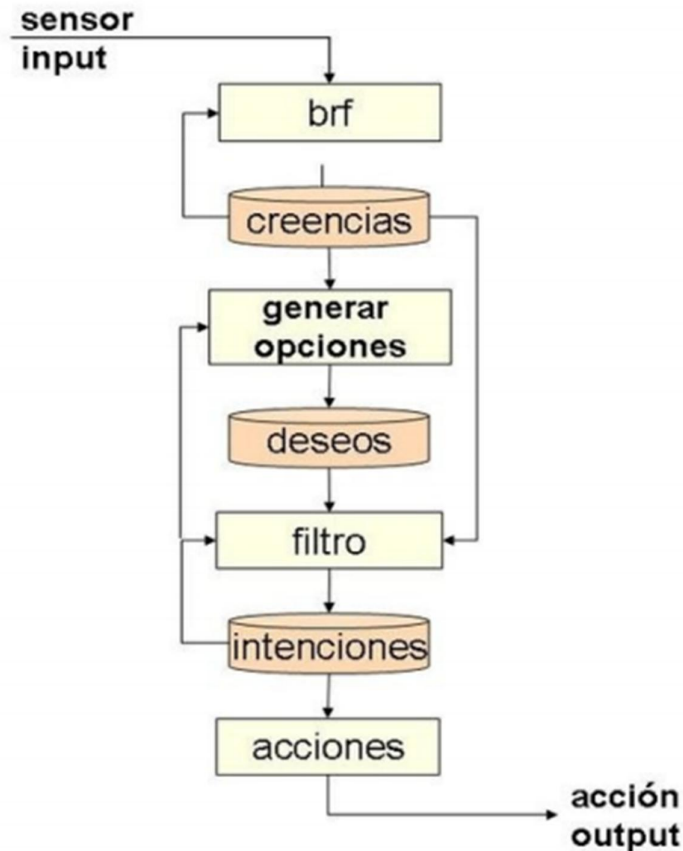 sensor
input
brf
creencias
generar
opciones
deseos
filtro
intenciones
acciones
acción
output